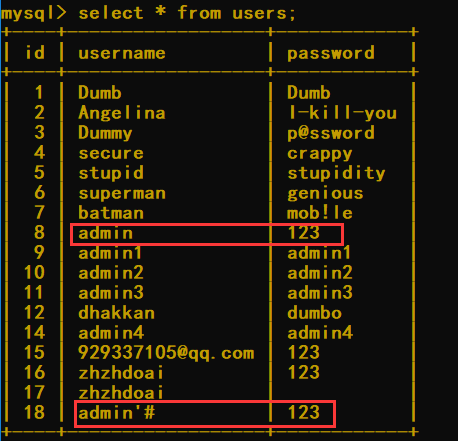 mysql> select * from users;
+----+------------------+------------+
| id | username | password |
+----+------------------+------------+
| 1 | Dumb | Dumb |
| 2 | Angelina | I-kill-you |
| 3 | Dummy | p@ssword |
| 4 | secure | crappy |
| 5 | stupid | stupidity |
| 6 | superman | genious |
| 7 | batman | mob!le |
| 8 | admin | 123 |
| 9 | admin1 | admin1 |
| 10 | admin2 | admin2 |
| 11 | admin3 | admin3 |
| 12 | dhakkan | dumbo |
| 14 | admin4 | admin4 |
| 15 | 929337105@qq.com | 123 |
| 16 | zhzhdoai | 123 |
| 17 | zhzhdoai | |
| 18 | admin'# | 123 |
+----+------------------+------------+